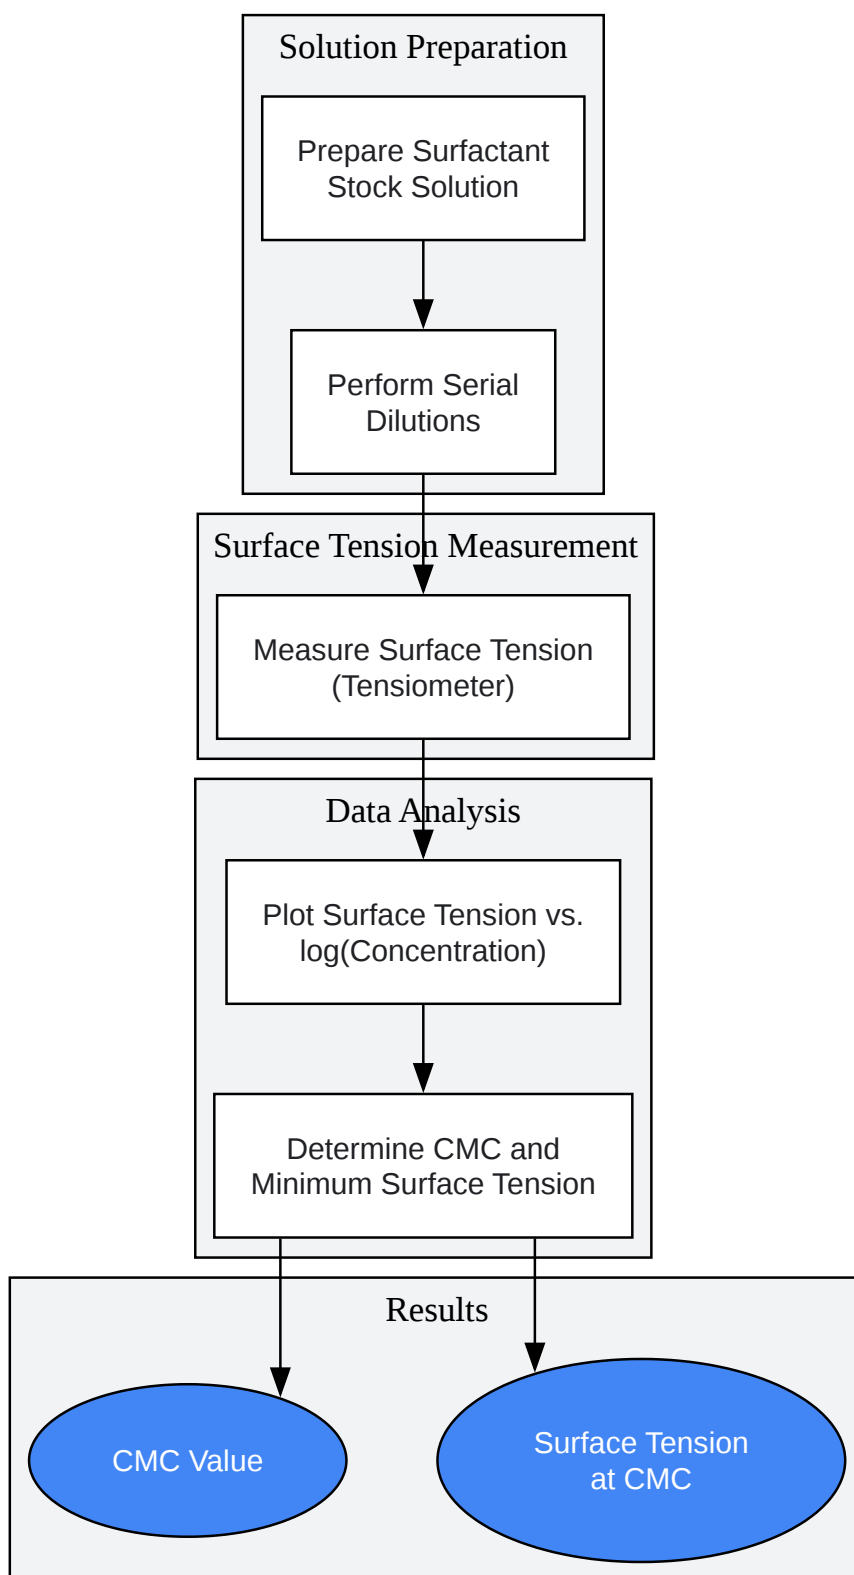 Solution Preparation
Prepare Surfactant
Stock Solution
Perform Serial
Dilutions
Surface Tension Measurement
Measure Surface Tension
(Tensiometer)
Data Analysis
Plot Surface Tension vs.
log(Concentration)
Determine CMC and
Minimum Surface Tension
Results
CMC Value
Surface Tension
at CMC